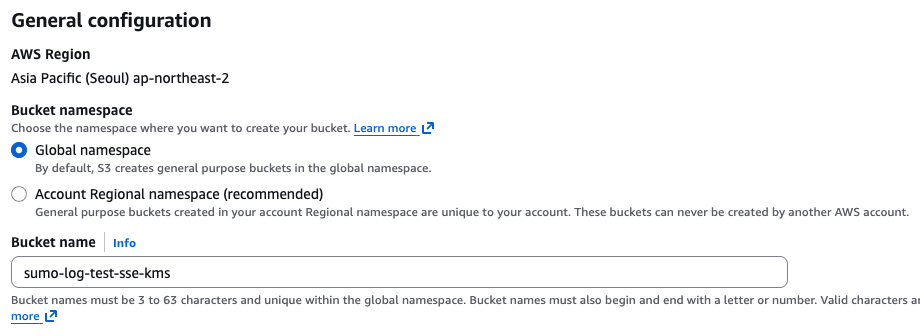 General configuration
AWS Region
Asia Pacific (Seoul) ap-northeast-2
Bucket namespace
Choose the namespace where you want to create your bucket. Learn more
Global namespace
By default, S3 creates general purpose buckets in the global namespace.
Account Regional namespace (recommended)
General purpose buckets created in your account Regional namespace are unique to your account. These buckets can never be created by another AWS account.
Bucket name Info
sumo-log-test-sse-kms
Bucket names must be 3 to 63 characters and unique within the global namespace. Bucket names must also begin and end with a letter or number. Valid characters
more